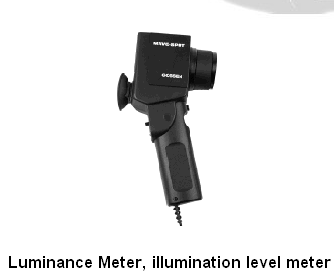 MAVO-SPOT
GOSSEN
Luminance Meter, illumination level meter